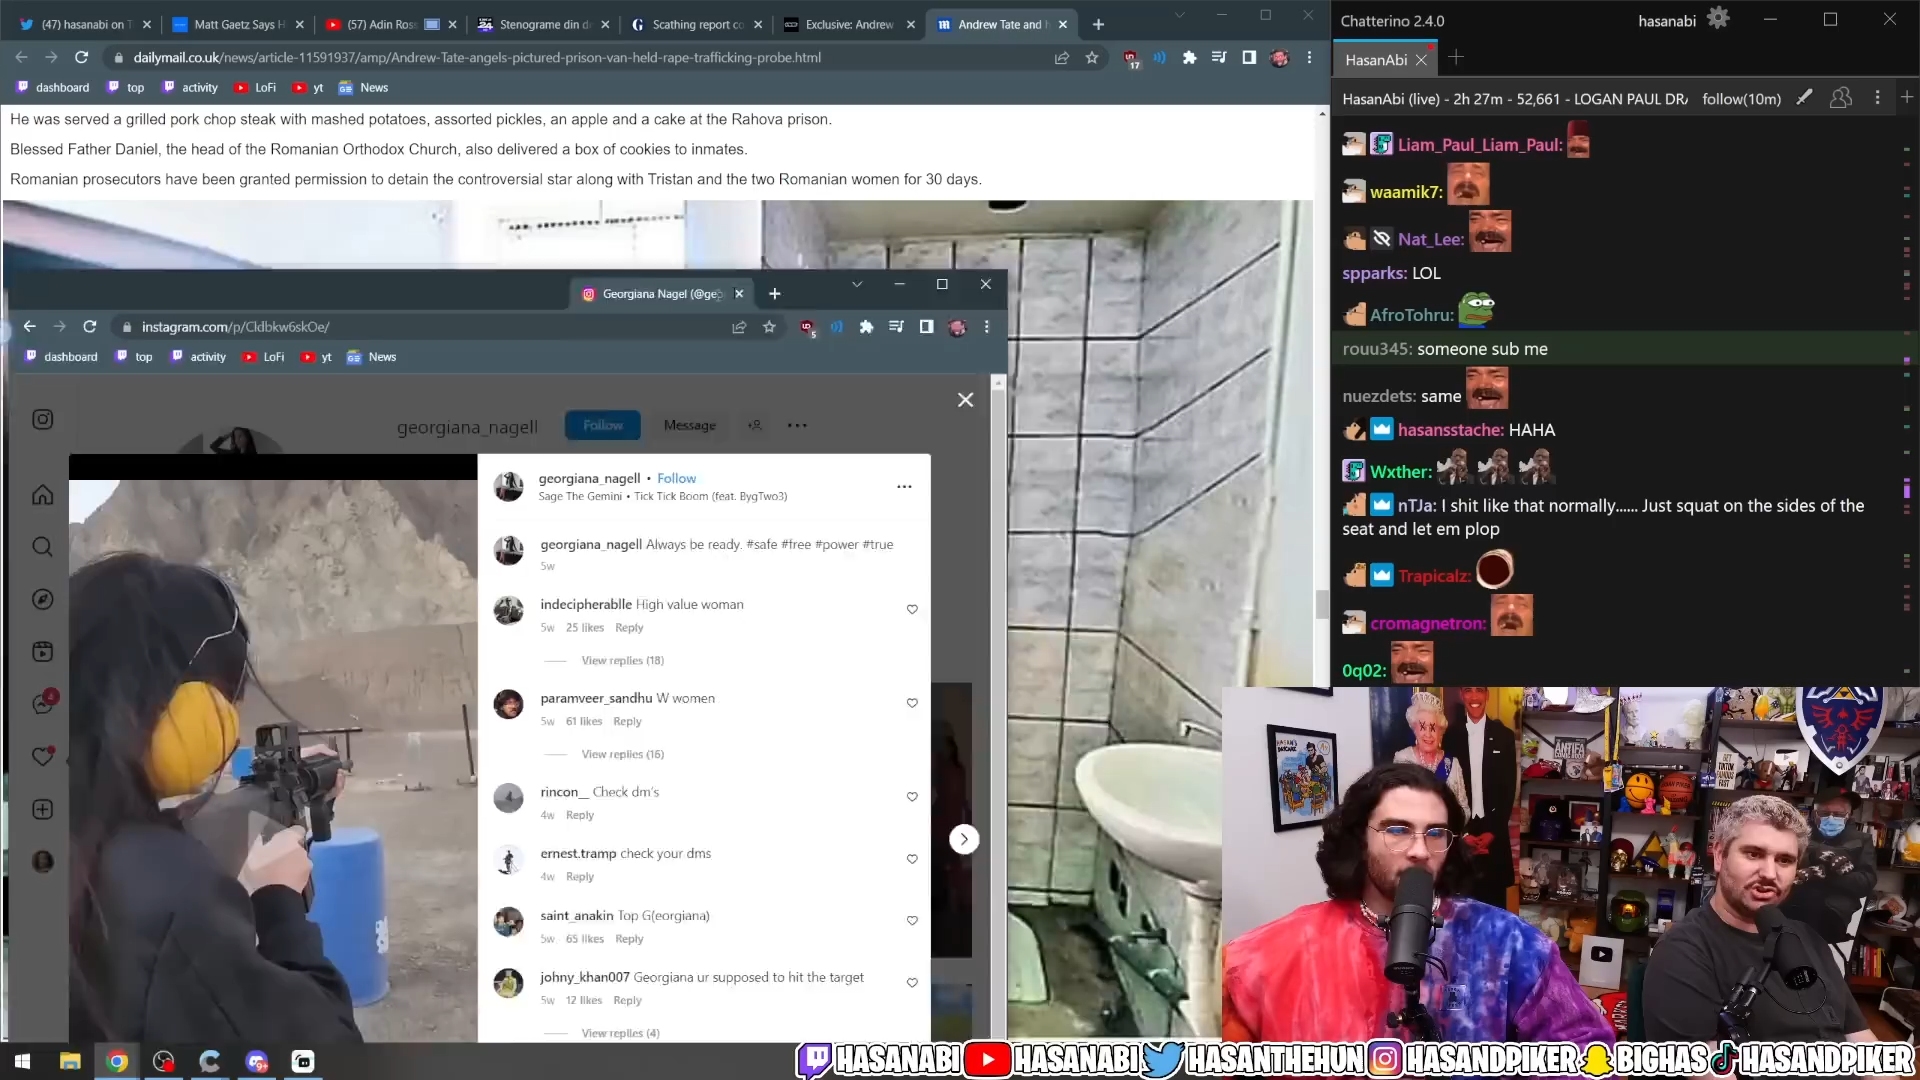 (47) hasanabi on T
Matt Gaetz Says H
(57) Adin Ross
Stenograme din d
Scathing report co
Exclusive: Andrew
Andrew Tate and h
dailymail.co.uk/news/article-11591937/amp/Andrew-Tate-angels-pictured-prison-van-held-rape-trafficking-probe.html
17
dashboard top activity LoFi yt News
He was served a grilled pork chop steak with mashed potatoes, assorted pickles, an apple and a cake at the Rahova prison.
Blessed Father Daniel, the head of the Romanian Orthodox Church, also delivered a box of cookies to inmates.
Romanian prosecutors have been granted permission to detain the controversial star along with Tristan and the two Romanian women for 30 days.
Georgiana Nagel (@geo
instagram.com/p/Cldbkw6skOe/
5
dashboard top activity LoFi yt News
georgiana_nagell Follow Message
georgiana_nagell • Follow
Sage The Gemini • Tick Tick Boom (feat. BygTwo3)
georgiana_nagell Always be ready. #safe #free #power #true
5w
indecipherablle High value woman
5w 25 likes Reply
View replies (18)
paramveer_sandhu W women
5w 61 likes Reply
View replies (16)
rincon__ Check dm's
4w Reply
ernest.tramp check your dms
4w Reply
saint_anakin Top G(eorgiana)
5w 65 likes Reply
johny_khan007 Georgiana ur supposed to hit the target
5w 12 likes Reply
View replies (4)
Chatterino 2.4.0
hasanabi
HasanAbi
HasanAbi (live) - 2h 27m - 52,661 - LOGAN PAUL DR
follow(10m)
Liam_Paul_Liam_Paul:
waamik7:
Nat_Lee:
spparks: LOL
AfroTohru:
rouu345: someone sub me
nuezdets: same
hasansstache: HAHA
Wxther:
nTJa: I shit like that normally...... Just squat on the sides of the
seat and let em plop
Trapicalz:
cromagnetron:
0q02:
ANTIFA
HASANABI HASANABI HASANTHEHUN HASANDPIKER BIGHAS HASANDPIKER